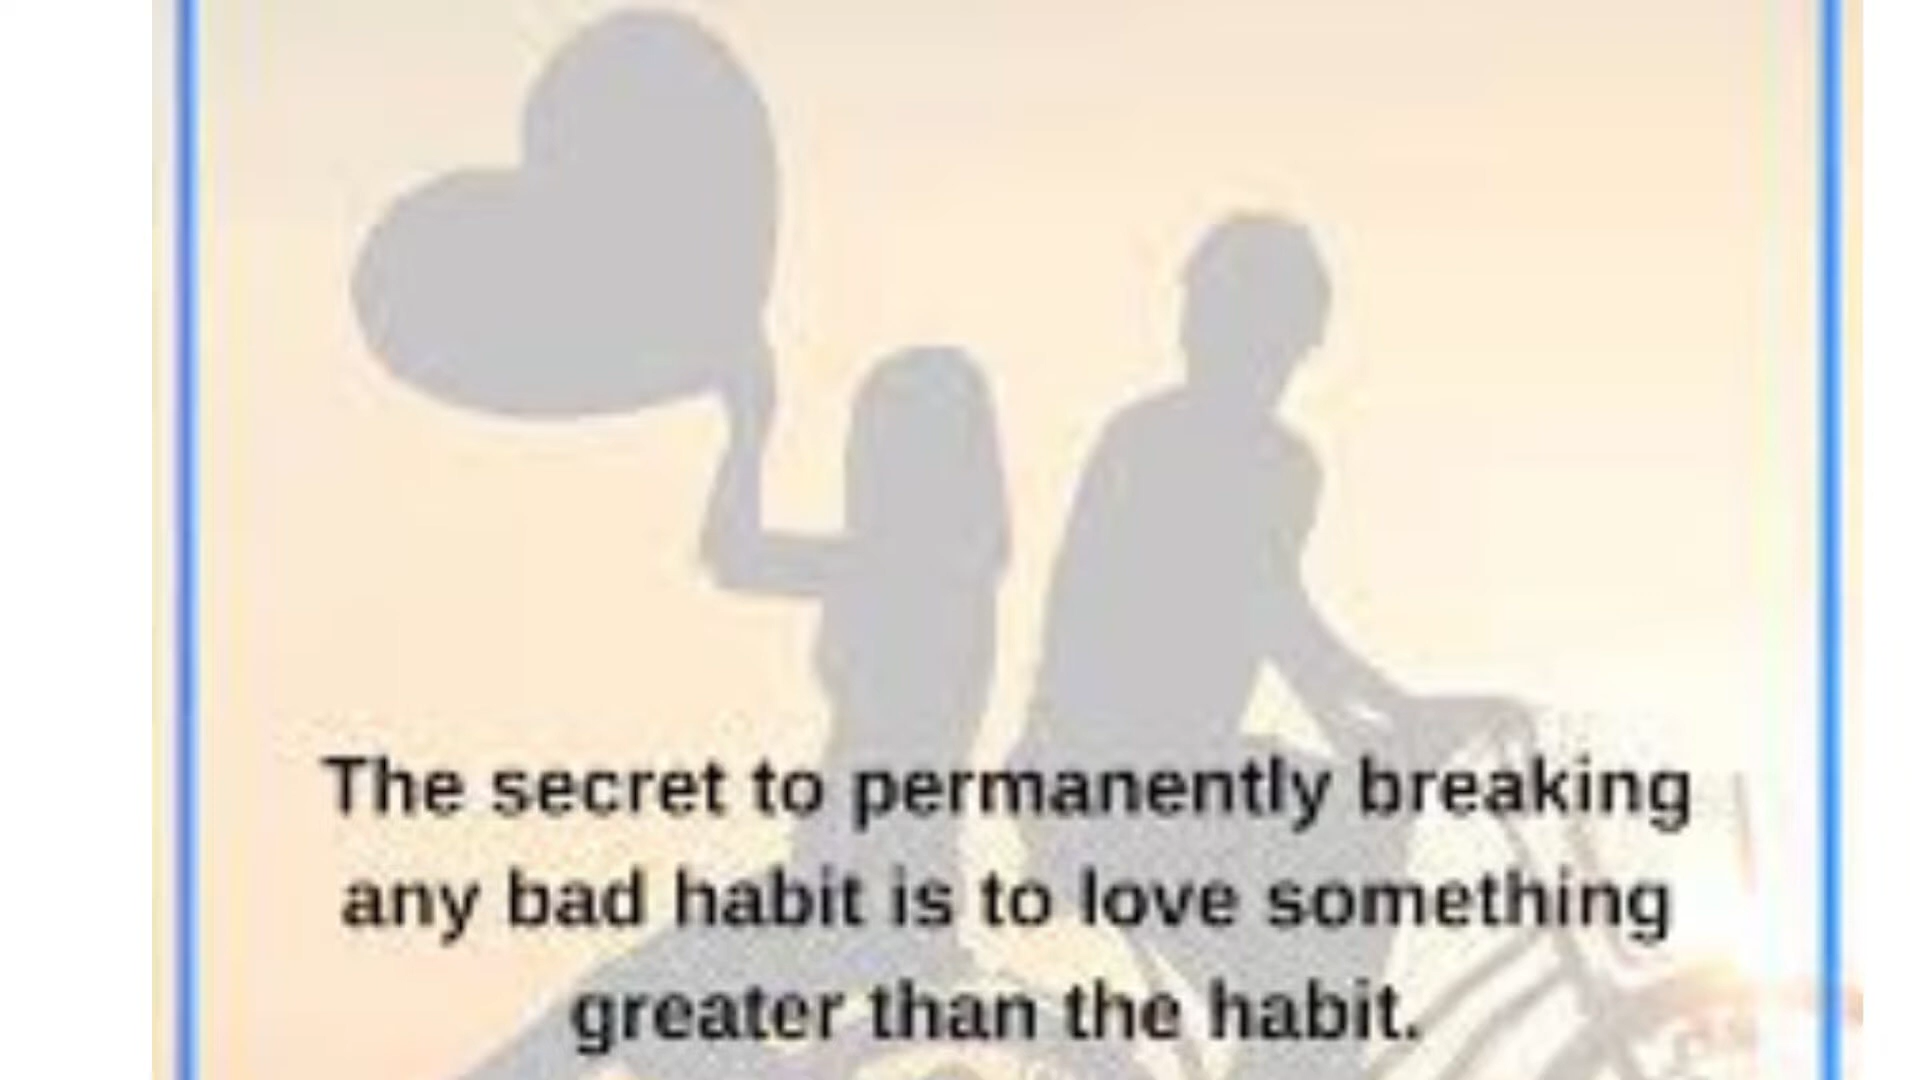 The secret to permanently breaking
any bad habit is to love something
greater than the habit.